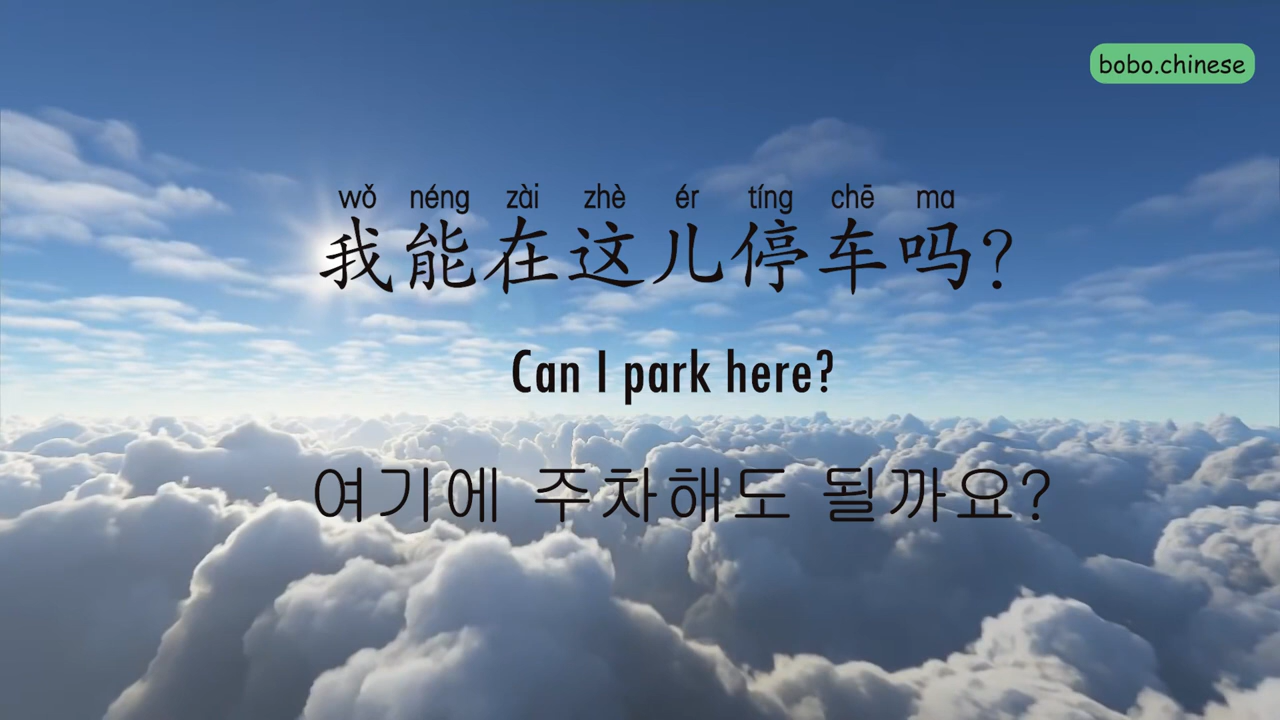 bobo.chinese
wǒ néng zài zhè ér tíng chē ma
我能在这儿停车吗?
Can I park here?
여기에 주차해도 될까요?